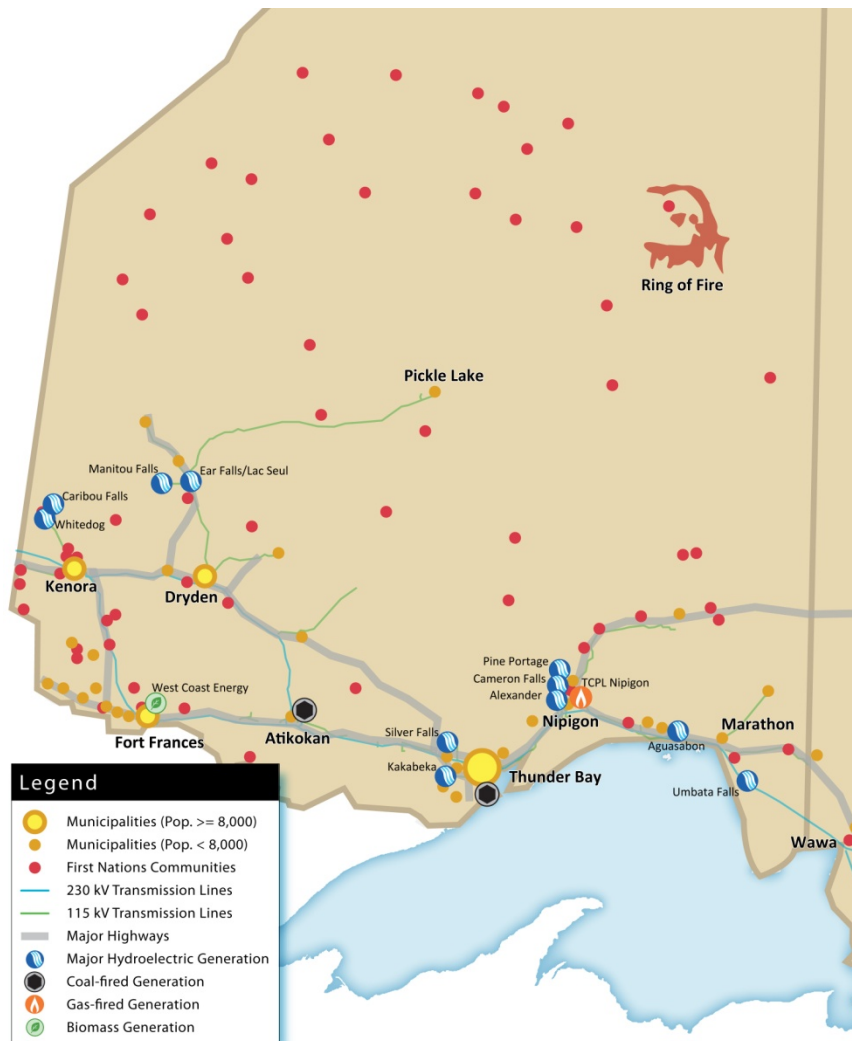 Ring of Fire
Pickle Lake
Manitou Falls
Ear Falls/Lac Seul
Caribou Falls
Whitedog
Kenora
Dryden
Pine Portage
Cameron Falls
TCPL Nipigon
Alexander
West Coast Energy
Nipigon
Fort Frances
Atikokan
Silver Falls
Marathon
Aguasabon
Kakabeka
Thunder Bay
Umbata Falls
Wawa
Legend
Municipalities (Pop. >= 8,000)
Municipalities (Pop. < 8,000)
First Nations Communities
230 kV Transmission Lines
115 kV Transmission Lines
Major Highways
Major Hydroelectric Generation
Coal-fired Generation
Gas-fired Generation
Biomass Generation